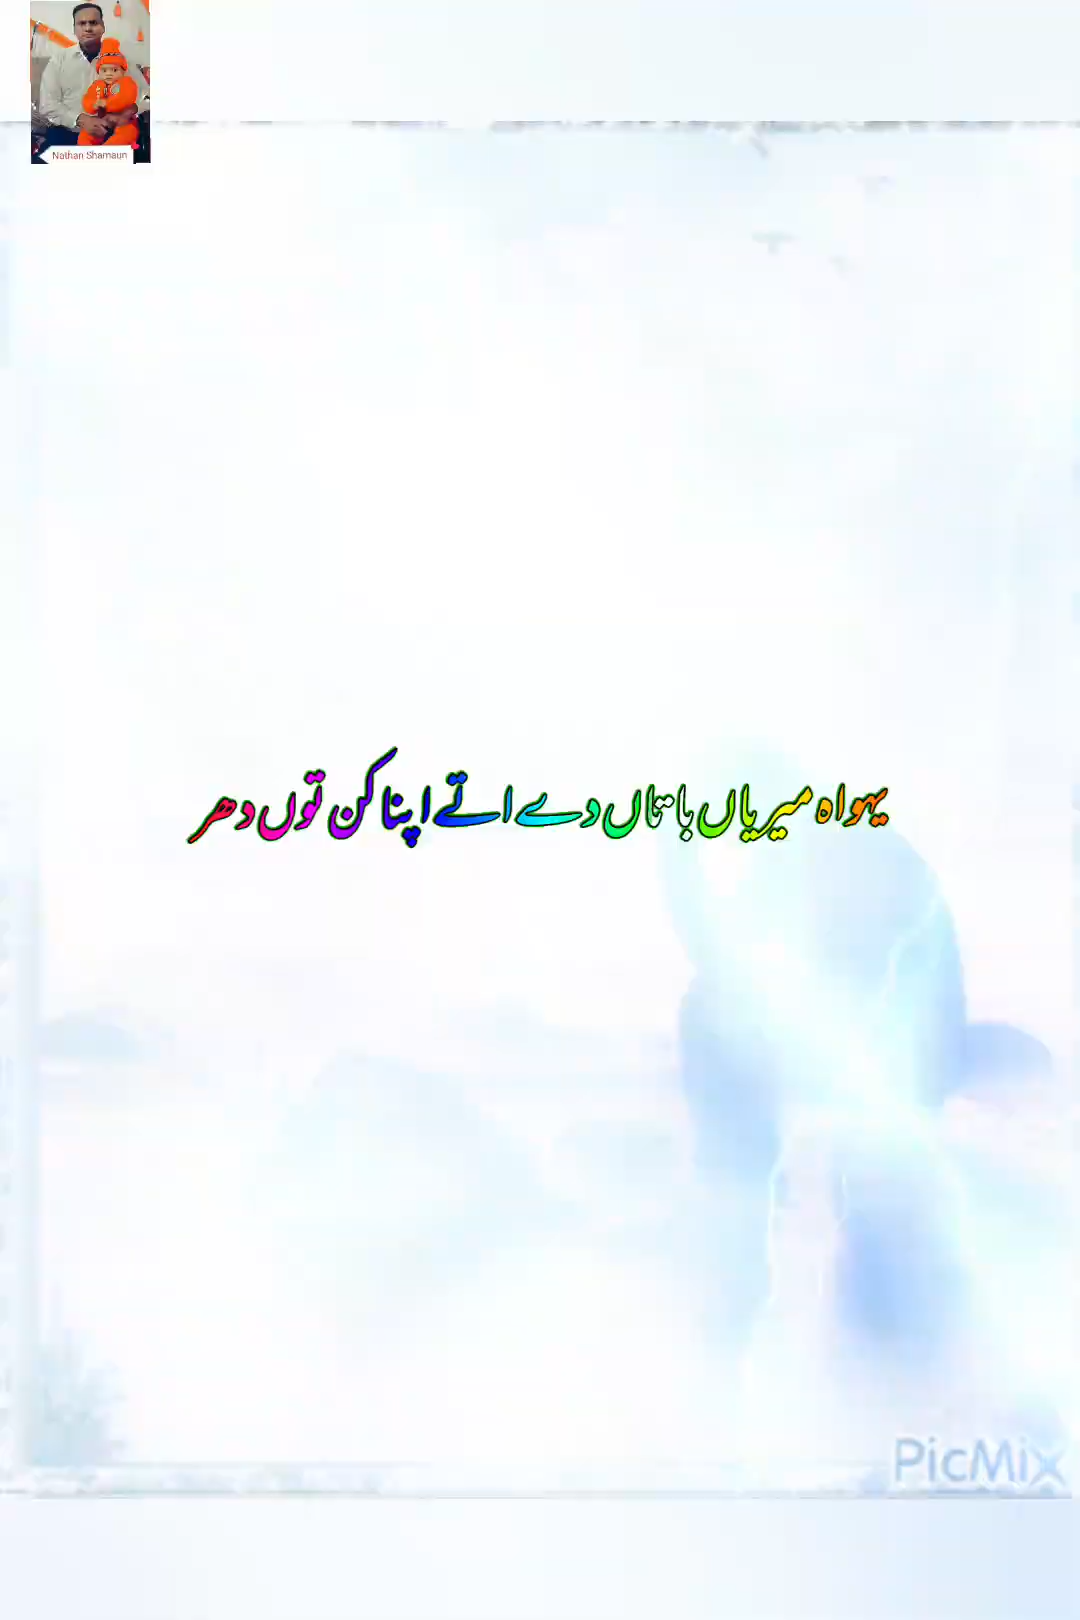 Nathan Shamaun
یہواہ میریاں باتاں دے اتے اپنا کن توں دھر
PicMix